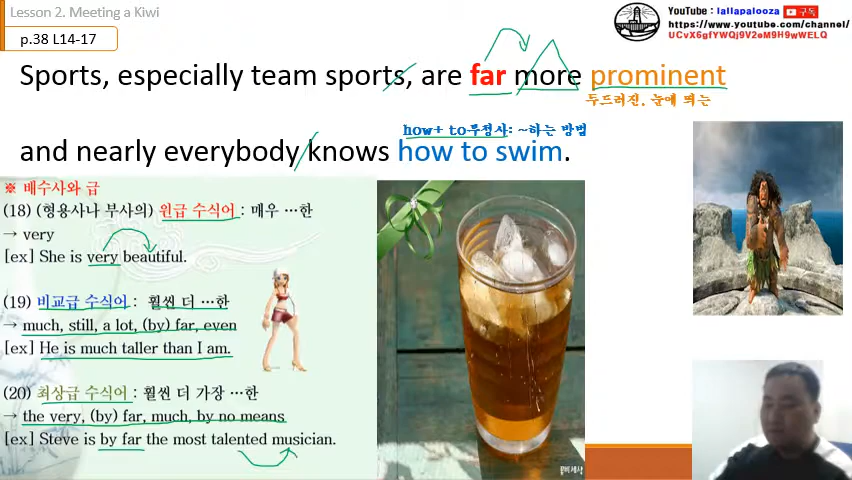 Lesson 2. Meeting a Kiwi
p.38 L14-17
YouTube : lallapalooza 구독
https://www.youtube.com/channel/
UCvX6gfYWQj9V2eM9H9wWELQ
Sports, especially team sports, are far more prominent
두드러진, 눈에 띄는
how+ to부정사: ~하는 방법
and nearly everybody knows how to swim.
※ 배수사와 급
(18) (형용사나 부사의) 원급 수식어 : 매우 …한
→ very
[ex] She is very beautiful.
(19) 비교급 수식어 : 훨씬 더 …한
→ much, still, a lot, (by) far, even
[ex] He is much taller than I am.
(20) 최상급 수식어 : 훨씬 더 가장 …한
→ the very, (by) far, much, by no means
[ex] Steve is by far the most talented musician.